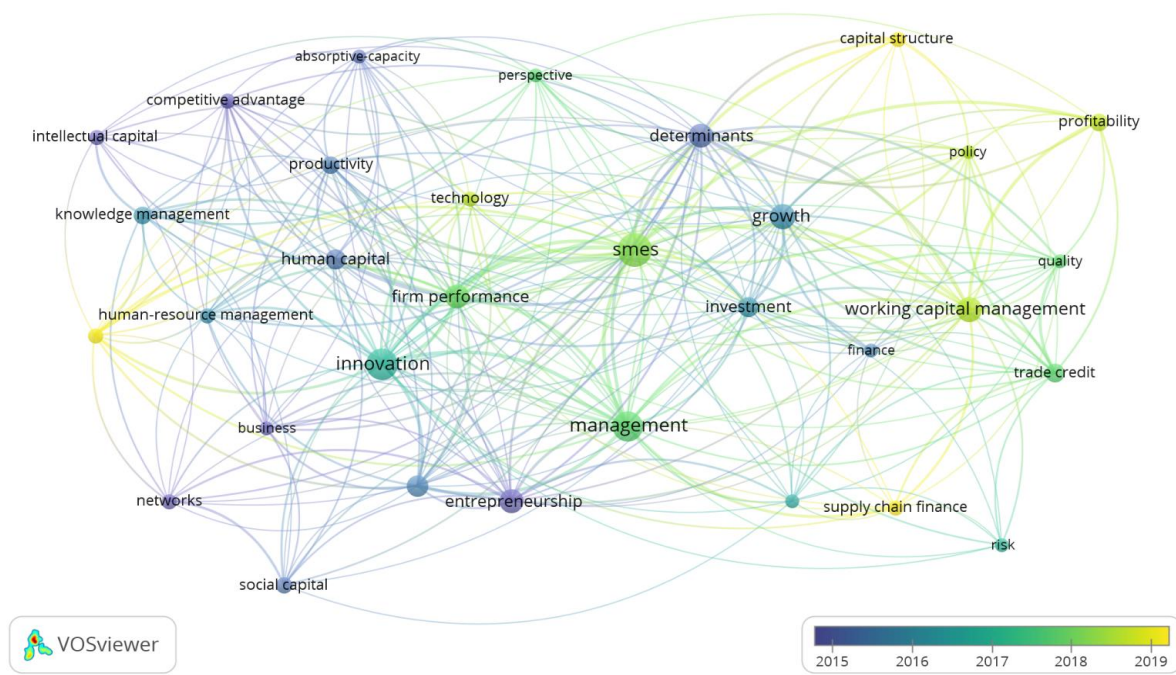 capital structure
absorptive-capacity
perspective
competitive advantage
profitability
intellectual capital
determinants
policy
productivity
technology
knowledge management
growth
smes
human capital
quality
firm performance
investment
working capital management
human-resource management
finance
innovation
trade credit
business
management
networks
entrepreneurship
supply chain finance
risk
social capital
VOSviewer
2015 2016 2017 2018 2019